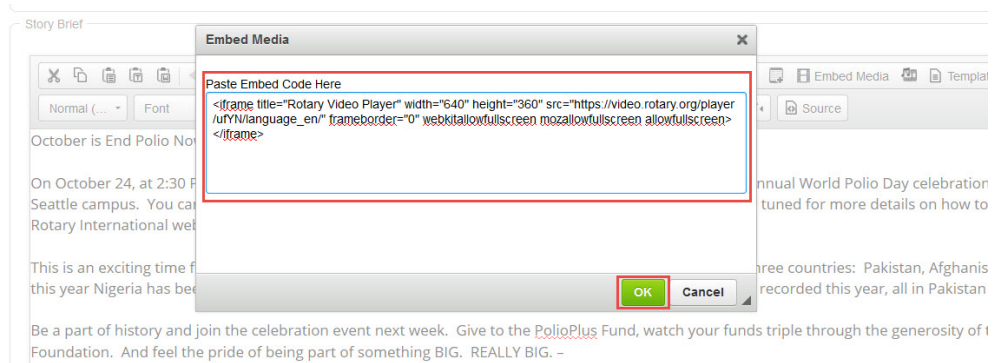 Story Brief
Embed Media
Embed Media Templat
Paste Embed Code Here
Normal (... Font
Source
<iframe title="Rotary Video Player" width="640" height="360" src="https://video.rotary.org/player
/ufYN/language_en/" frameborder="0" webkitallowfullscreen mozallowfullscreen allowfullscreen>
</iframe>
October is End Polio No
On October 24, at 2:30 nnual World Polio Day celebration
Seattle campus. You ca tuned for more details on how to
Rotary International we
This is an exciting time f hree countries: Pakistan, Afghanis
this year Nigeria has bee recorded this year, all in Pakistan
OK Cancel
Be a part of history and join the celebration event next week. Give to the PolioPlus Fund, watch your funds triple through the generosity of t
Foundation. And feel the pride of being part of something BIG. REALLY BIG. –